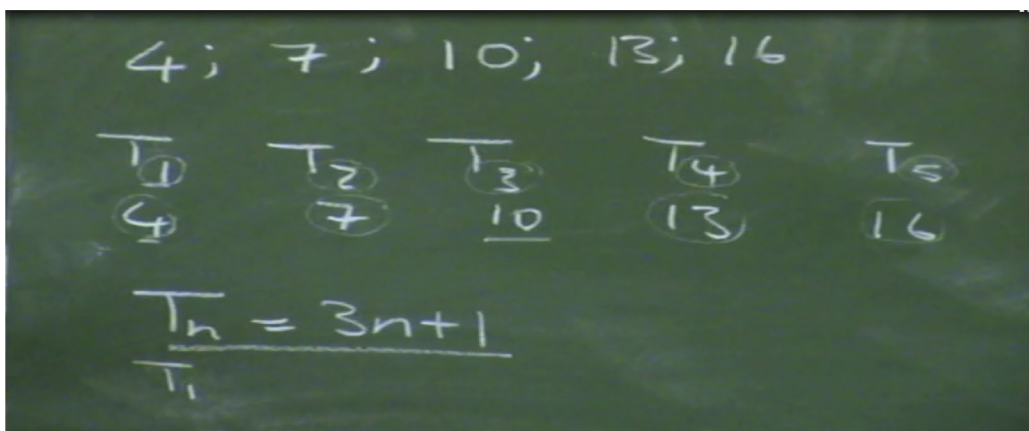 4; 7; 10; 13; 16
T₁ T₂ T₃ T₄ T₅
4 7 10 13 16
Tₙ = 3n+1
T₁